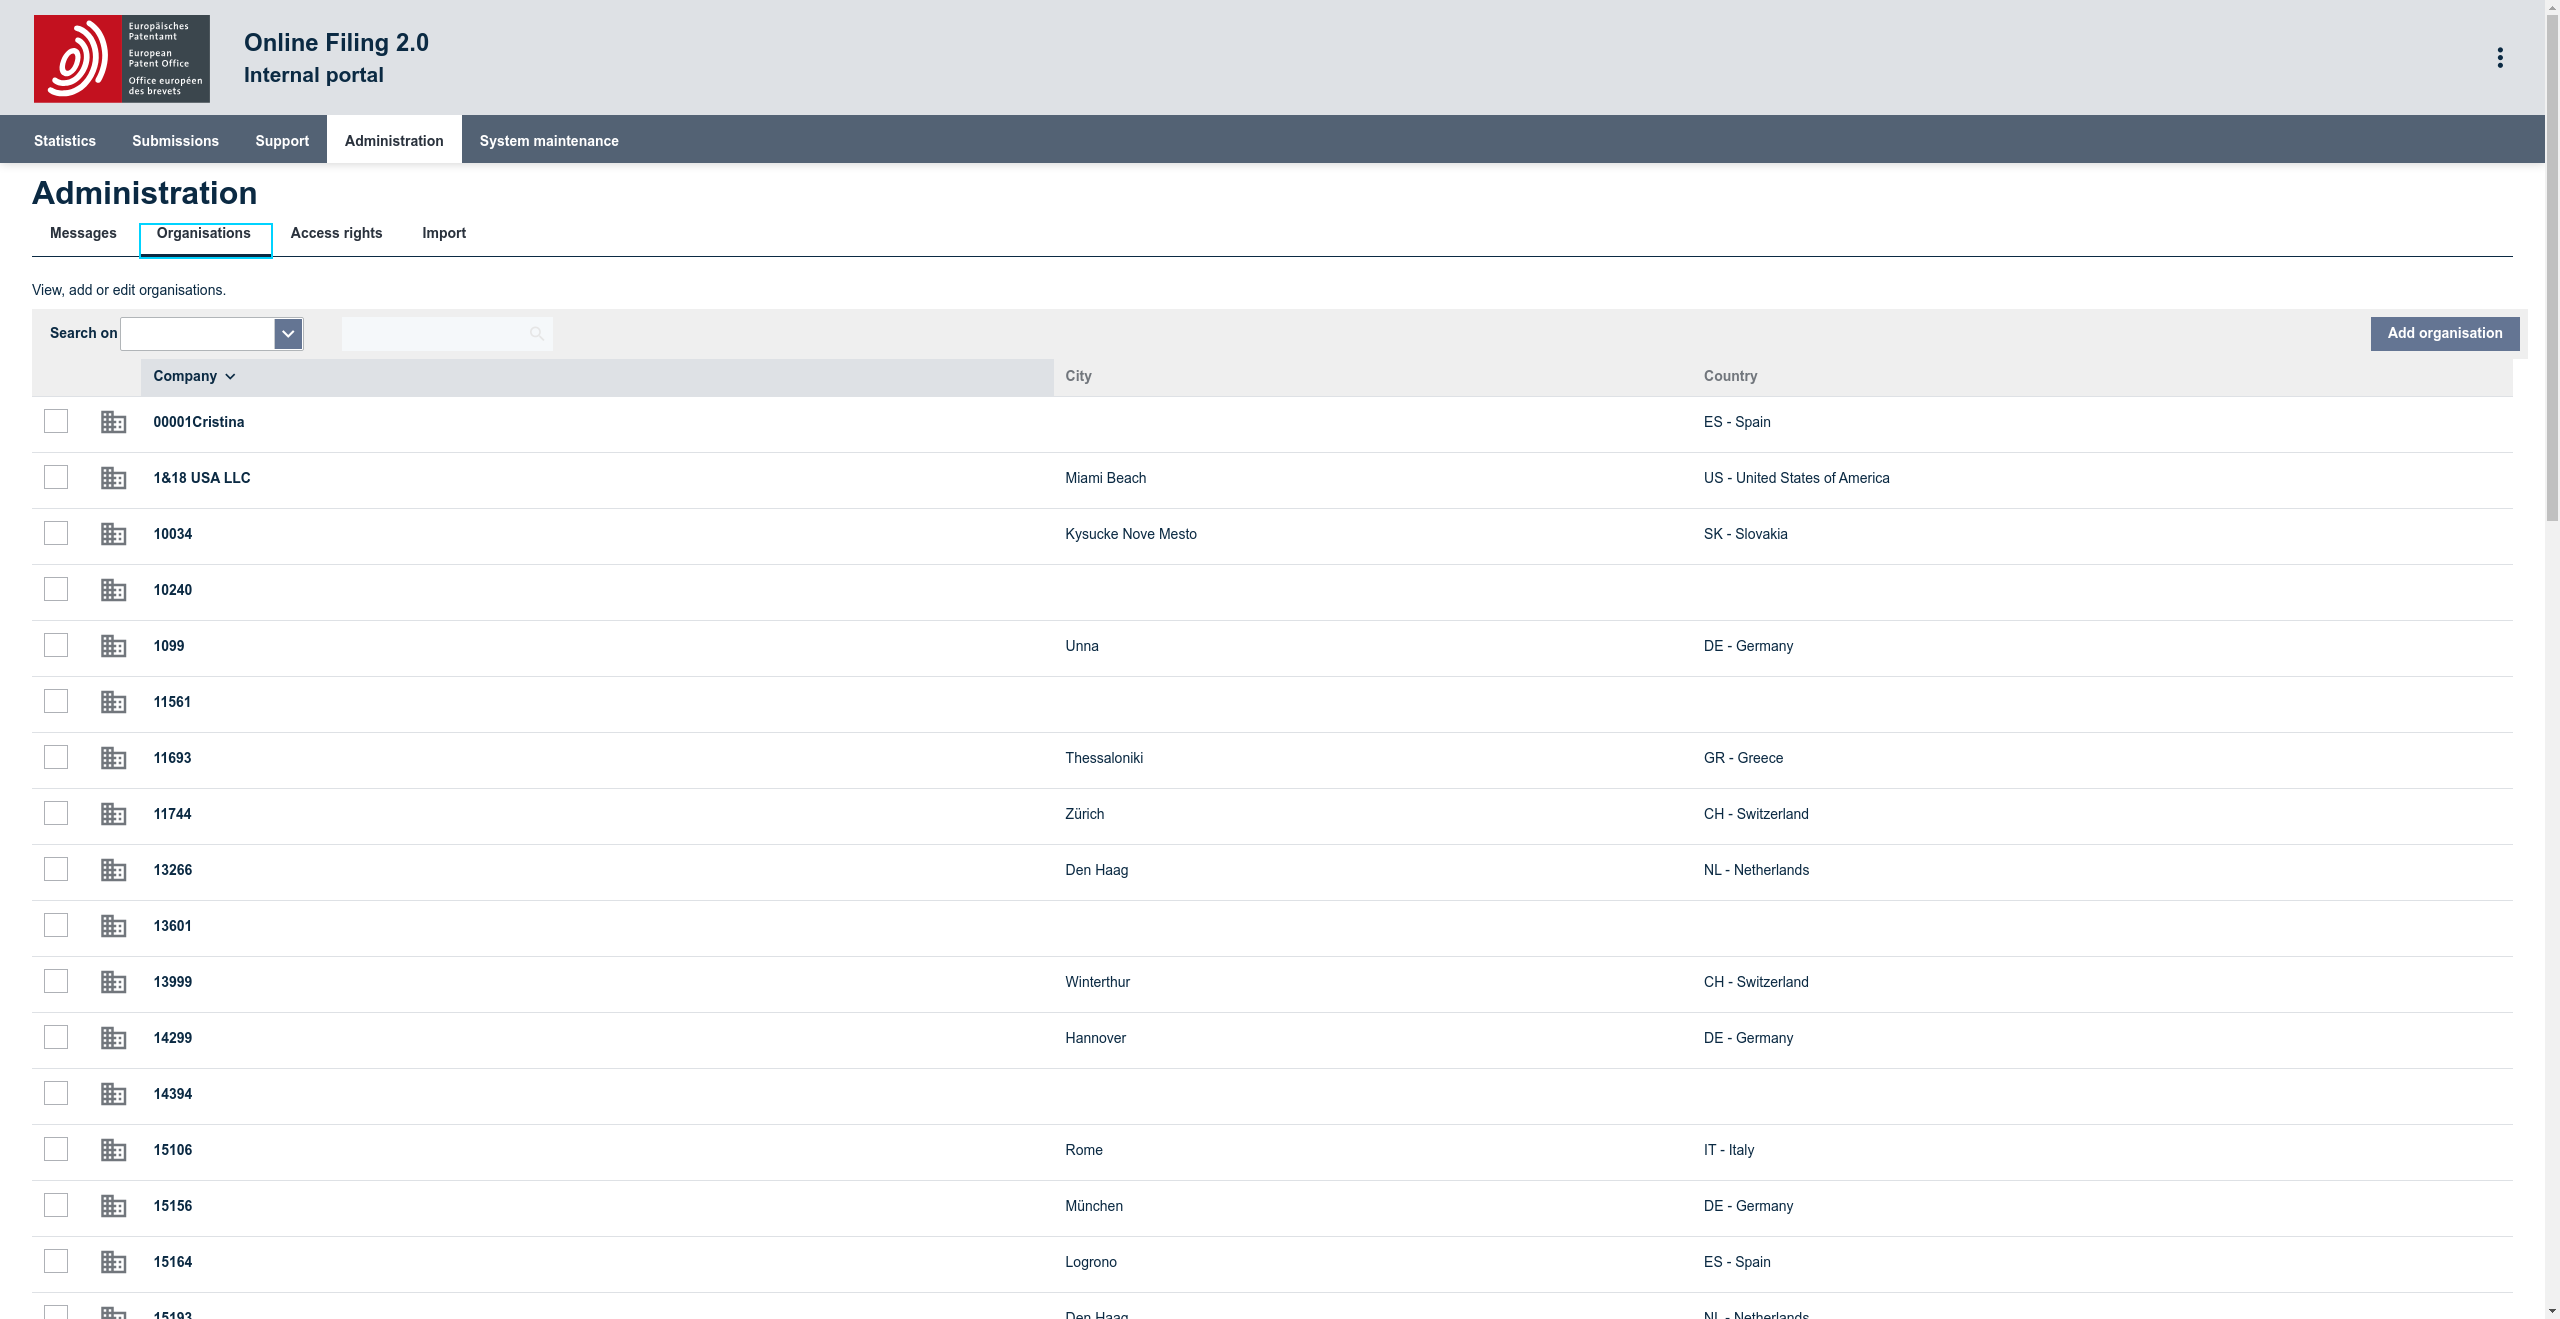 Europäisches
Patentamt
European
Patent Office
Office européen
des brevets
Online Filing 2.0
Internal portal
Statistics Submissions Support Administration System maintenance
Administration
Messages Organisations Access rights Import
View, add or edit organisations.
Search on Add organisation
Company City Country
00001Cristina ES - Spain
1&18 USA LLC Miami Beach US - United States of America
10034 Kysucke Nove Mesto SK - Slovakia
10240
1099 Unna DE - Germany
11561
11693 Thessaloniki GR - Greece
11744 Zürich CH - Switzerland
13266 Den Haag NL - Netherlands
13601
13999 Winterthur CH - Switzerland
14299 Hannover DE - Germany
14394
15106 Rome IT - Italy
15156 München DE - Germany
15164 Logrono ES - Spain
15193 Den Haag NL - Netherlands